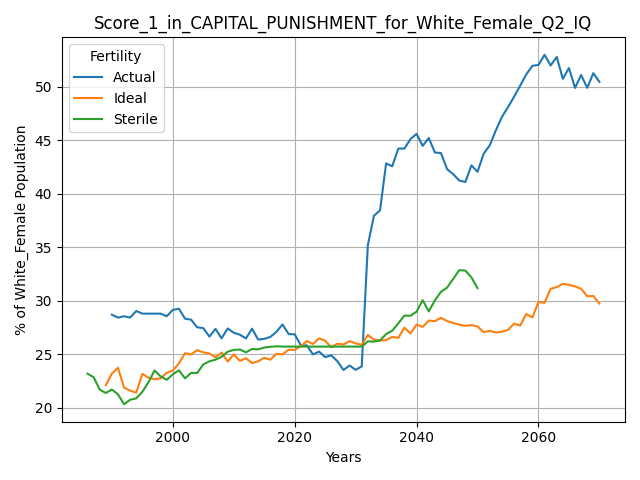 Score_1_in_CAPITAL_PUNISHMENT_for_White_Female_Q2_IQ
Fertility
Actual
Ideal
Sterile
% of White_Female Population
50
45
40
35
30
25
20
2000
2020
2040
2060
Years